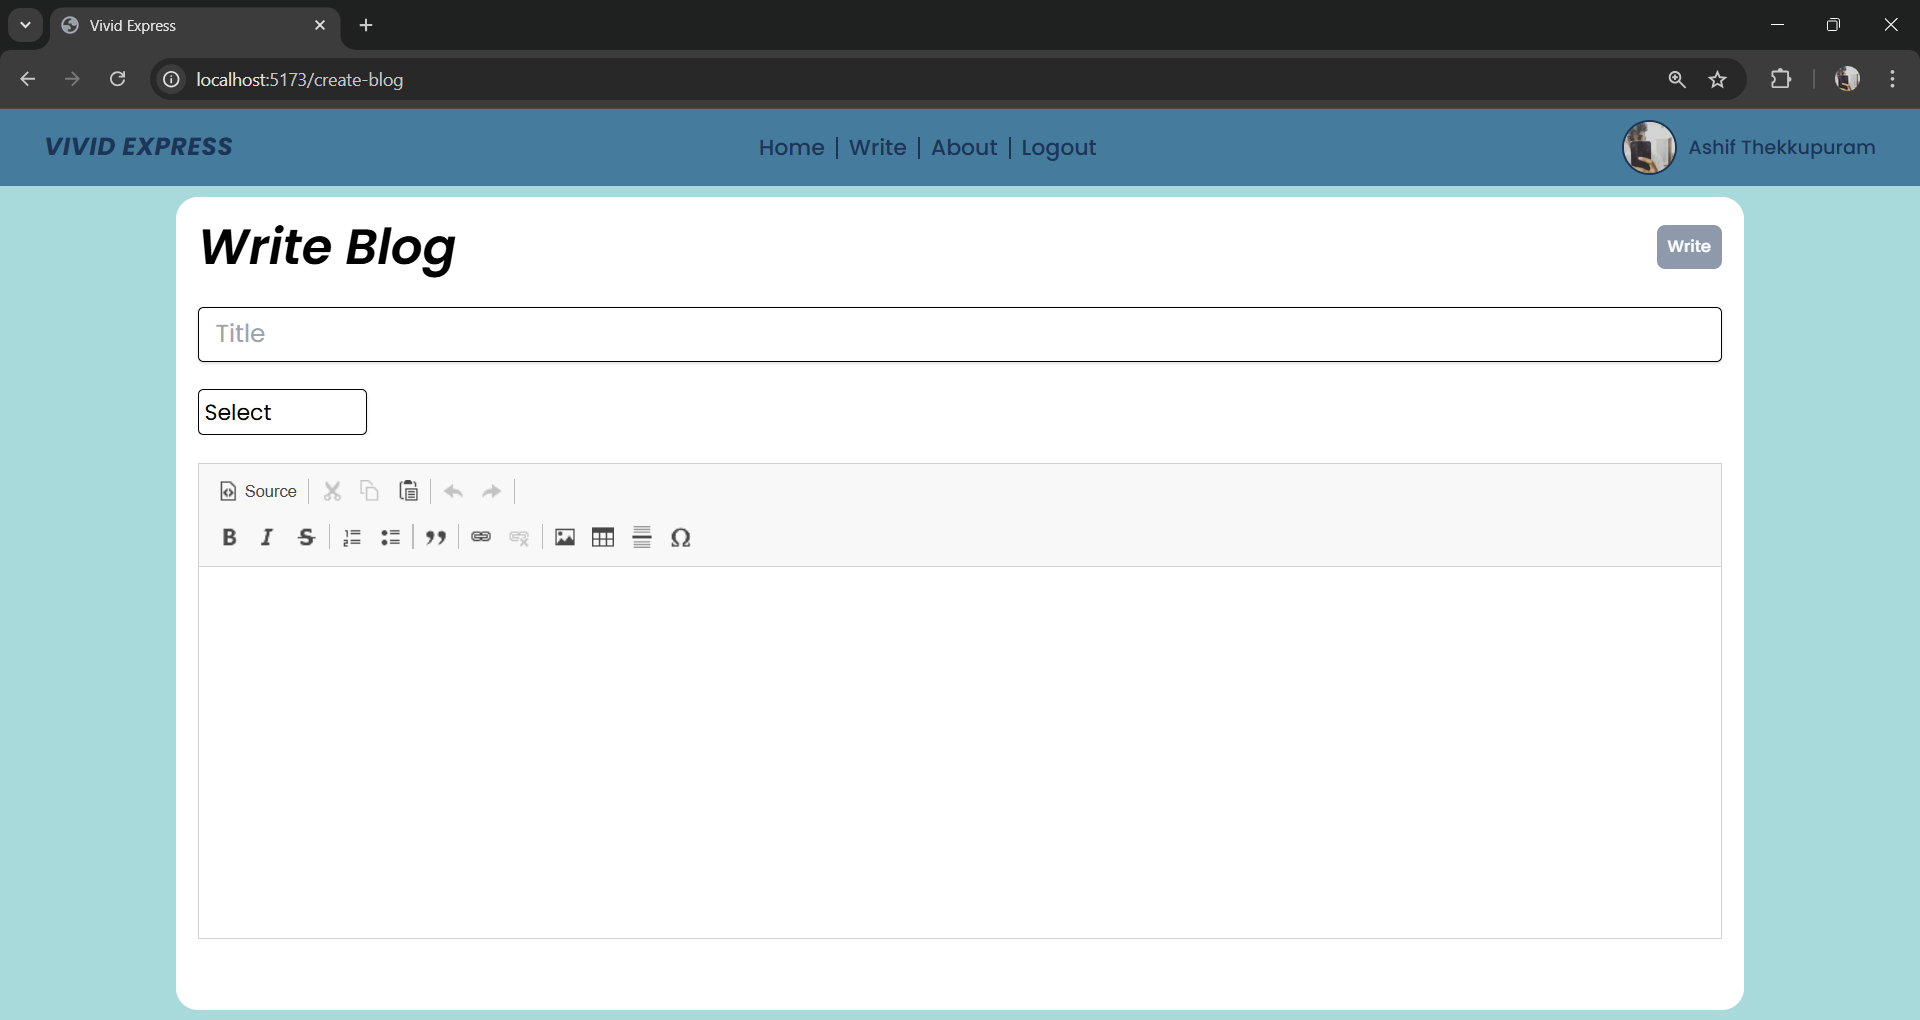 Vivid Express
localhost:5173/create-blog
VIVID EXPRESS
Home | Write | About | Logout
Ashif Thekkupuram
Write Blog
Write
Title
Select
Source